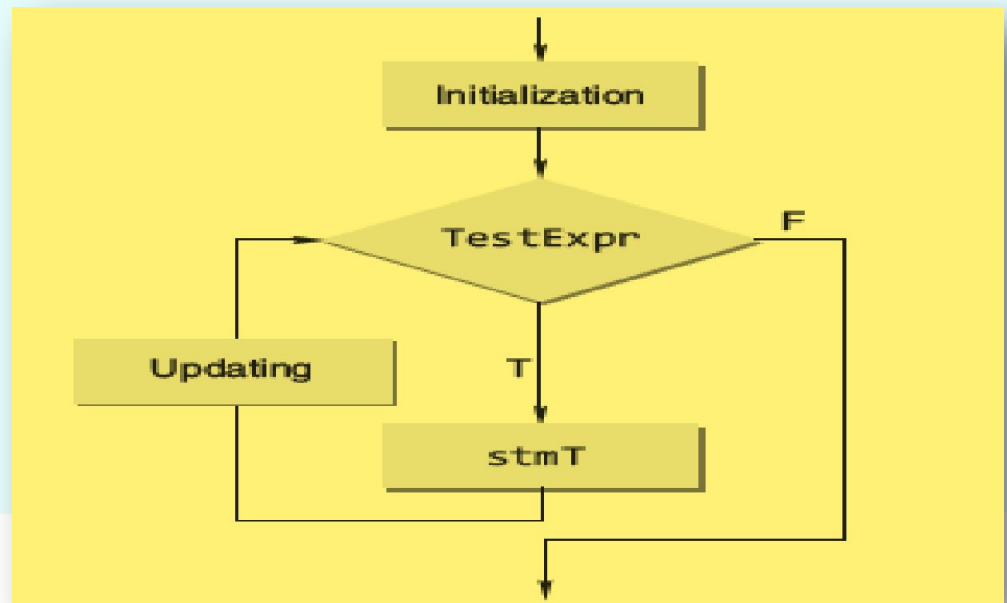 Initialization
TestExpr
F
Updating
T
stmT